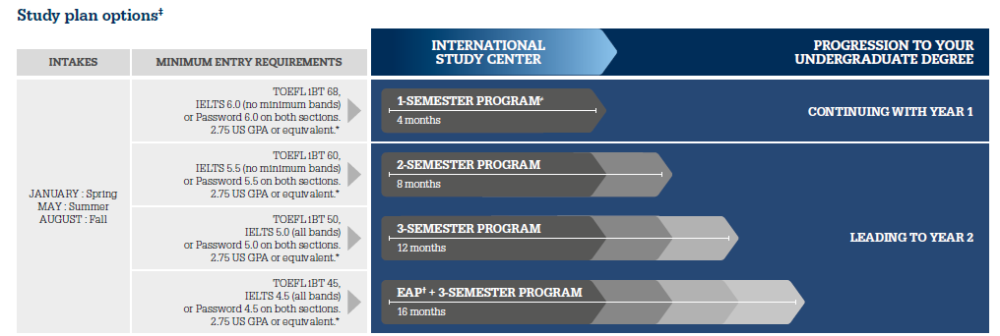 Study plan options‡
INTAKES
MINIMUM ENTRY REQUIREMENTS
INTERNATIONAL
STUDY CENTER
PROGRESSION TO YOUR
UNDERGRADUATE DEGREE
JANUARY : Spring
MAY : Summer
AUGUST : Fall
TOEFL iBT 68,
IELTS 6.0 (no minimum bands)
or Password 6.0 on both sections.
2.75 US GPA or equivalent.*
1-SEMESTER PROGRAM
4 months
CONTINUING WITH YEAR 1
TOEFL iBT 60,
IELTS 5.5 (no minimum bands)
or Password 5.5 on both sections.
2.75 US GPA or equivalent.*
2-SEMESTER PROGRAM
8 months
TOEFL iBT 50,
IELTS 5.0 (all bands)
or Password 5.0 on both sections.
2.75 US GPA or equivalent.*
3-SEMESTER PROGRAM
12 months
LEADING TO YEAR 2
TOEFL iBT 45,
IELTS 4.5 (all bands)
or Password 4.5 on both sections.
2.75 US GPA or equivalent.*
EAP† + 3-SEMESTER PROGRAM
16 months